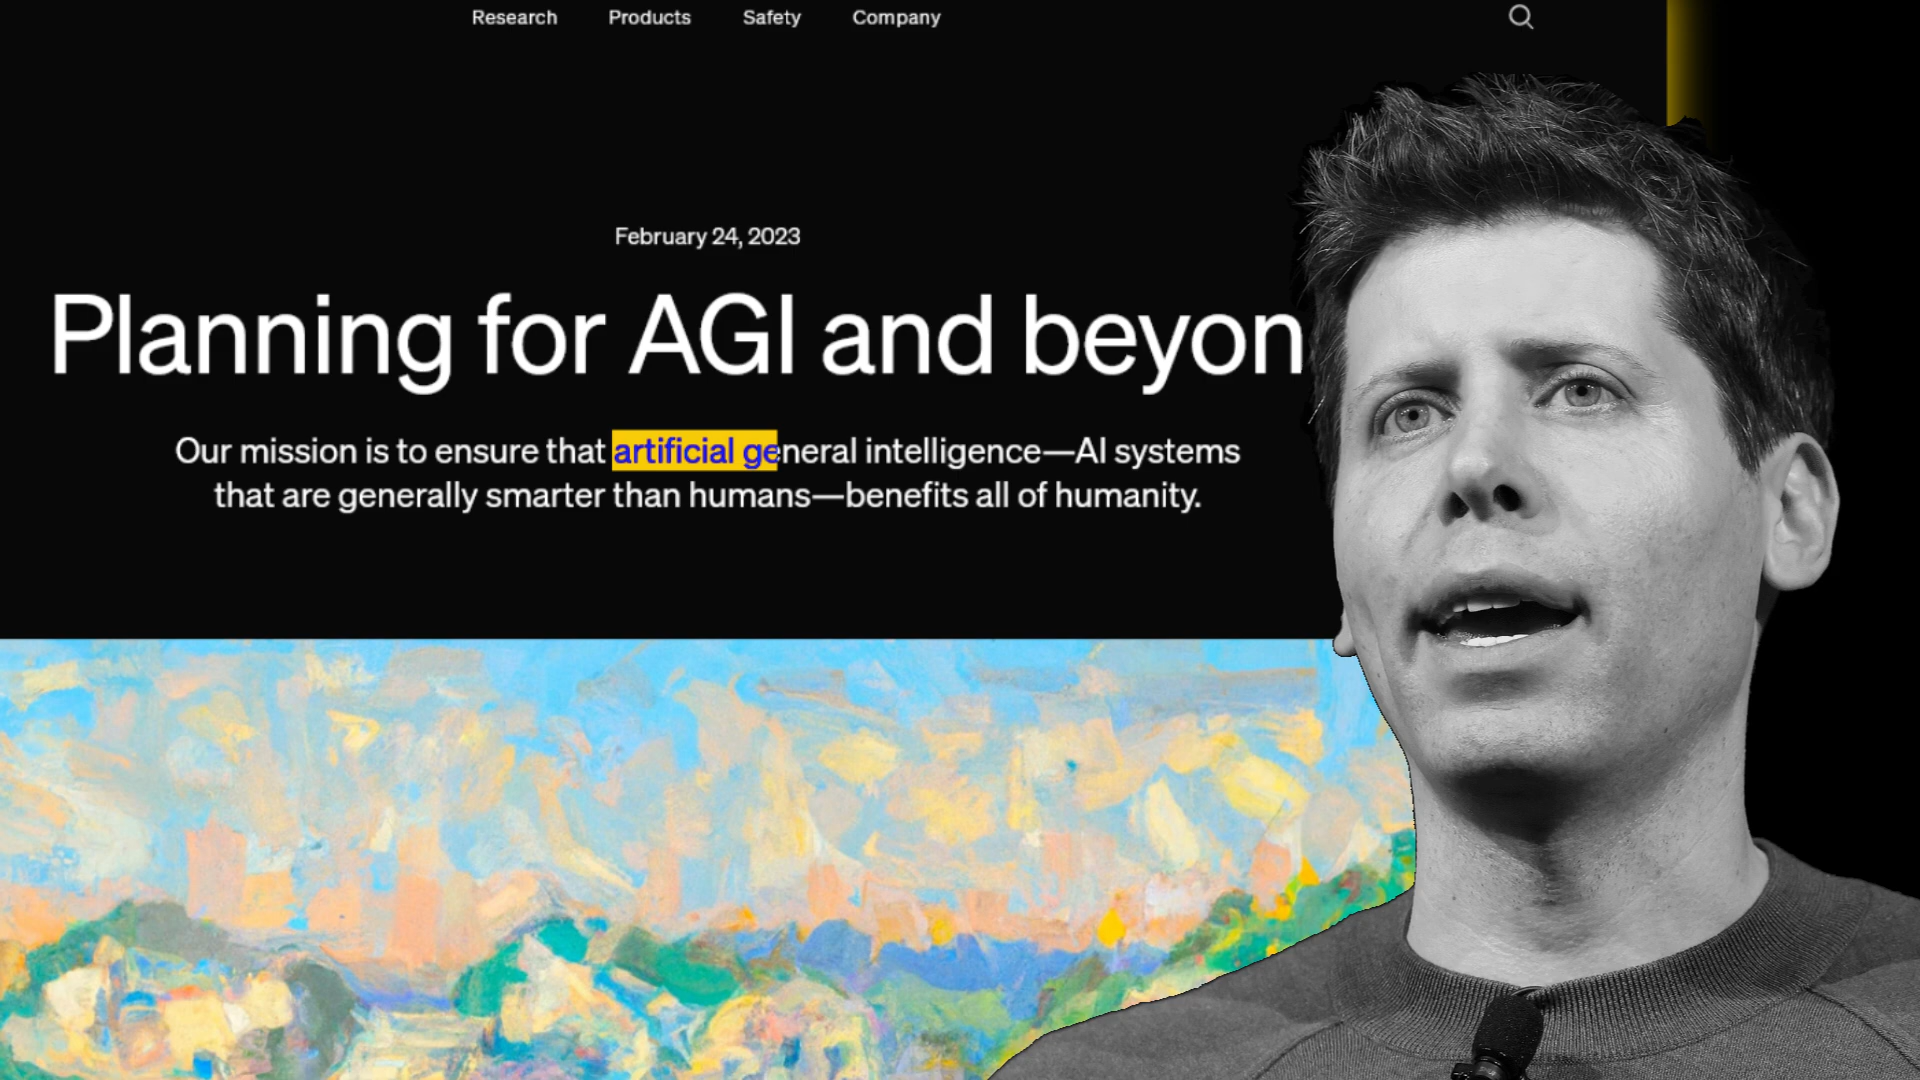 Research Products Safety Company
February 24, 2023
Planning for AGI and beyon
Our mission is to ensure that artificial general intelligence—AI systems
that are generally smarter than humans—benefits all of humanity.